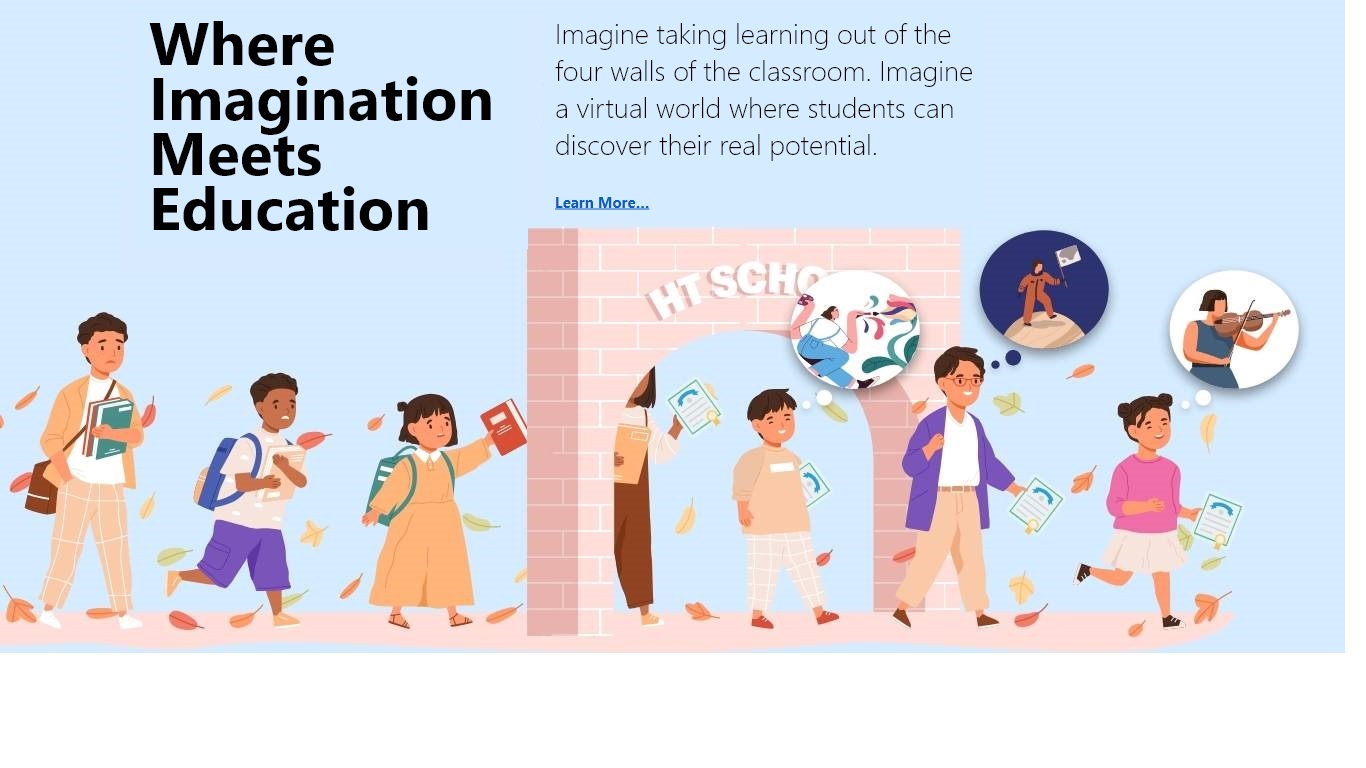 Where
Imagination
Meets
Education
Imagine taking learning out of the
four walls of the classroom. Imagine
a virtual world where students can
discover their real potential.
Learn More...
HT SCHO